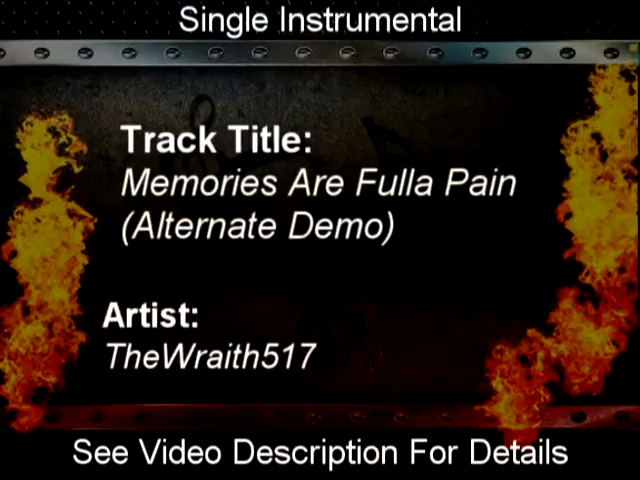 Single Instrumental
Track Title:
Memories Are Fulla Pain
(Alternate Demo)
Artist:
TheWraith517
See Video Description For Details